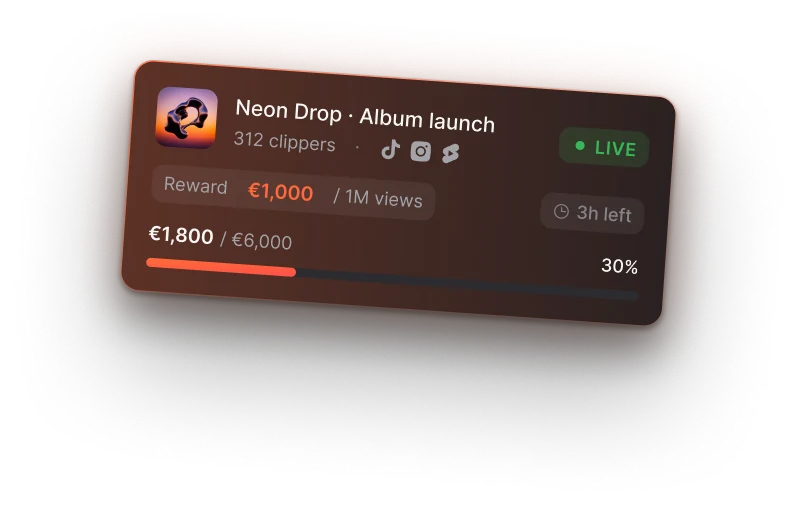 Neon Drop · Album launch
312 clippers ·
LIVE
Reward €1,000 / 1M views
3h left
€1,800 / €6,000
30%